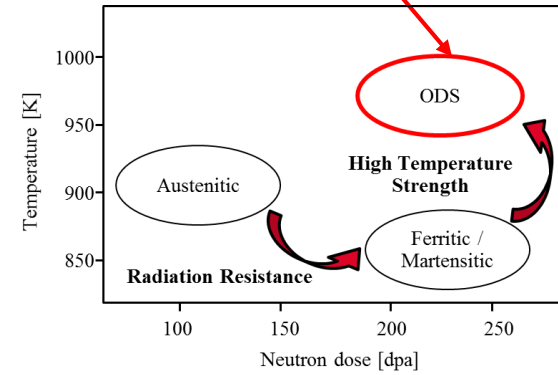 1000
ODS
950
High Temperature
Strength
Temperature [K]
900
Austenitic
Ferritic /
Martensitic
850
Radiation Resistance
100
150
200
250
Neutron dose [dpa]